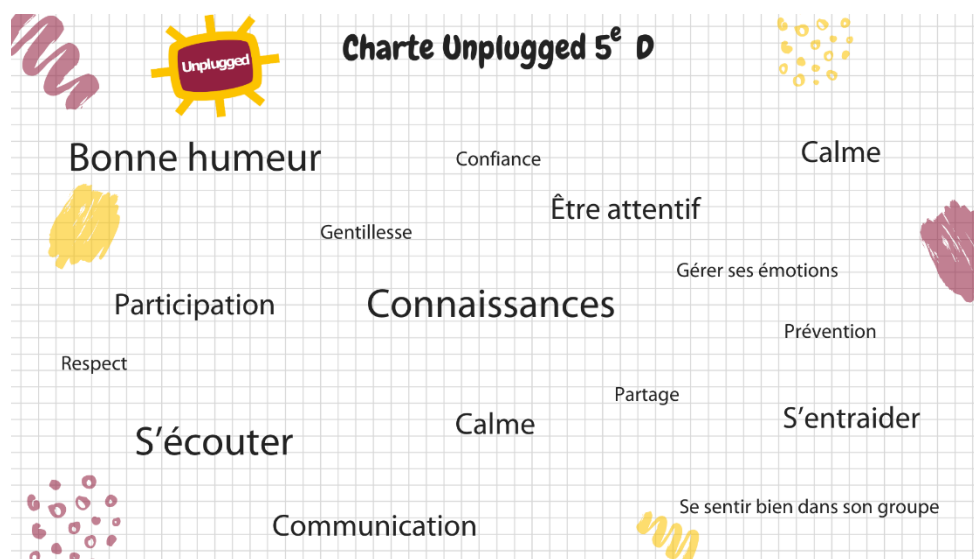 Unplugged
Charte Unplugged 5e D
Bonne humeur
Confiance
Calme
Être attentif
Gentillesse
Gérer ses émotions
Participation
Connaissances
Prévention
Respect
Partage
S'écouter
Calme
S'entraider
Communication
Se sentir bien dans son groupe